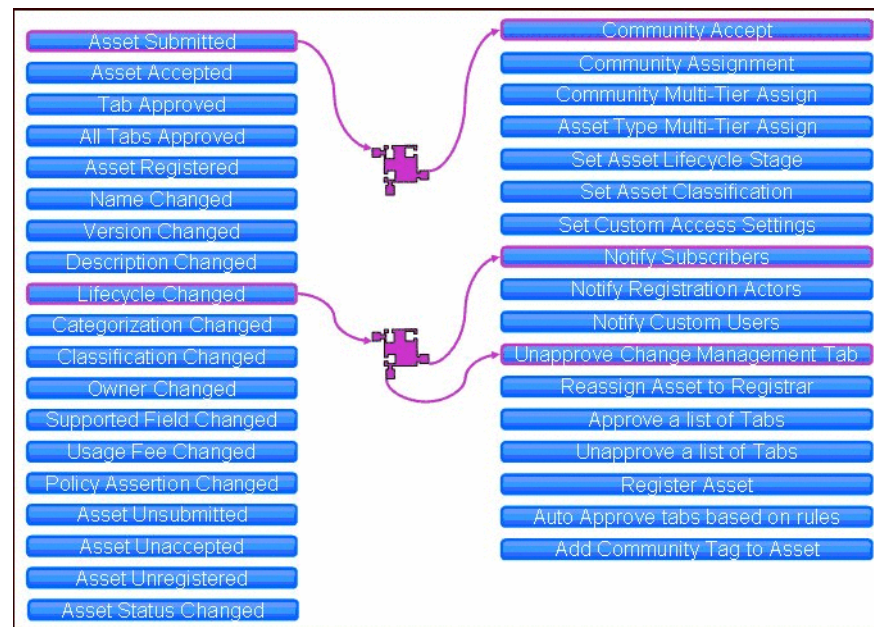 Asset Submitted
Asset Accepted
Tab Approved
All Tabs Approved
Asset Registered
Name Changed
Version Changed
Description Changed
Lifecycle Changed
Categorization Changed
Classification Changed
Owner Changed
Supported Field Changed
Usage Fee Changed
Policy Assertion Changed
Asset Unsubmitted
Asset Unaccepted
Asset Unregistered
Asset Status Changed
Community Accept
Community Assignment
Community Multi-Tier Assign
Asset Type Multi-Tier Assign
Set Asset Lifecycle Stage
Set Asset Classification
Set Custom Access Settings
Notify Subscribers
Notify Registration Actors
Notify Custom Users
Unapprove Change Management Tab
Reassign Asset to Registrar
Approve a list of Tabs
Unapprove a list of Tabs
Register Asset
Auto Approve tabs based on rules
Add Community Tag to Asset